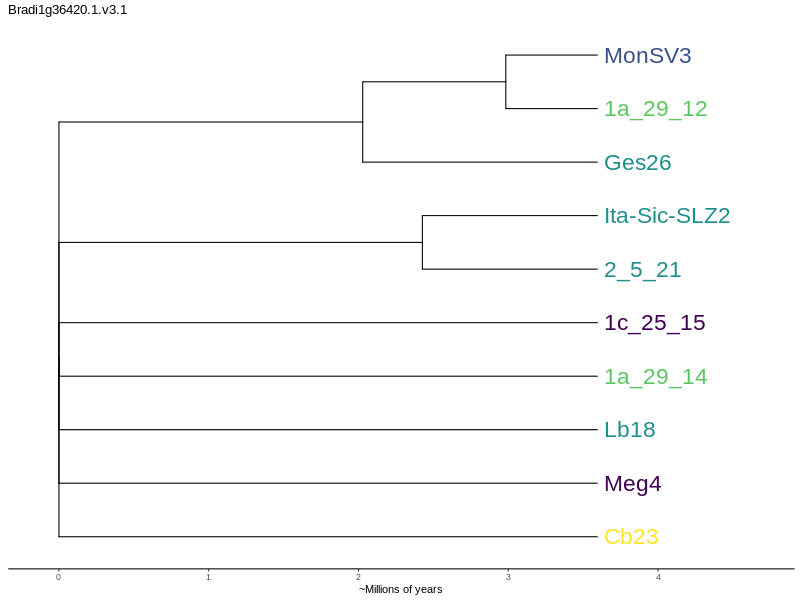 Bradi1g36420.1.v3.1
MonSV3
1a_29_12
Ges26
Ita-Sic-SLZ2
2_5_21
1c_25_15
1a_29_14
Lb18
Meg4
Cb23
0 1 2 3 4
~Millions of years